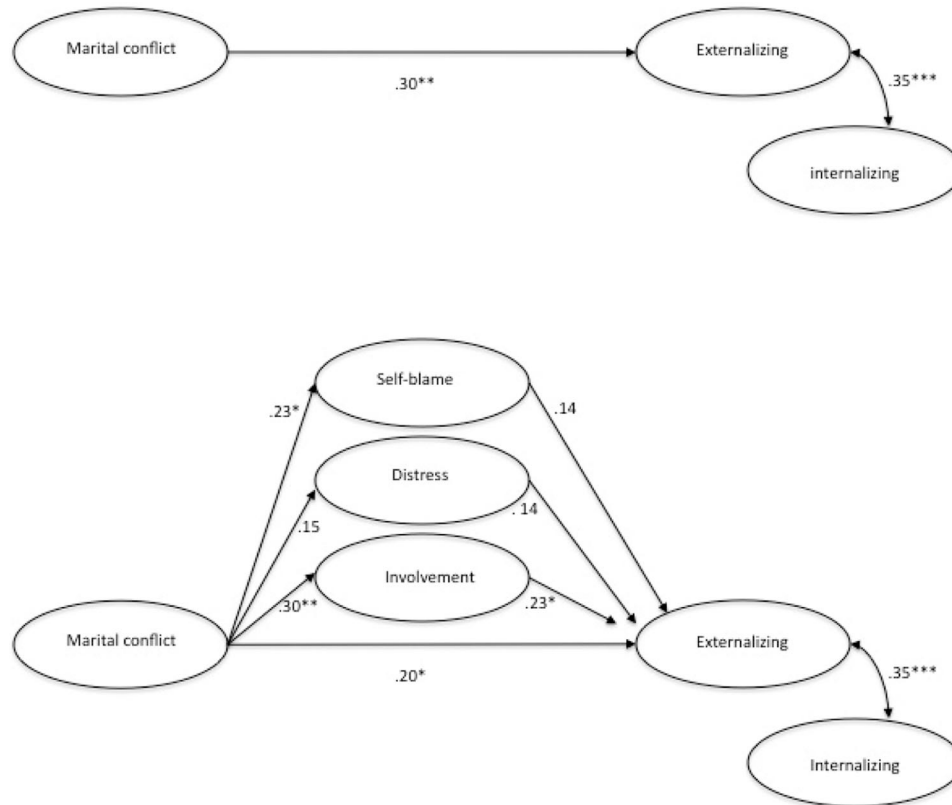 Marital conflict
Externalizing
.30**
.35***
internalizing
Self-blame
.23*
.14
Distress
.15
. 14
Involvement
.30**
.23*
Marital conflict
Externalizing
.20*
.35***
Internalizing